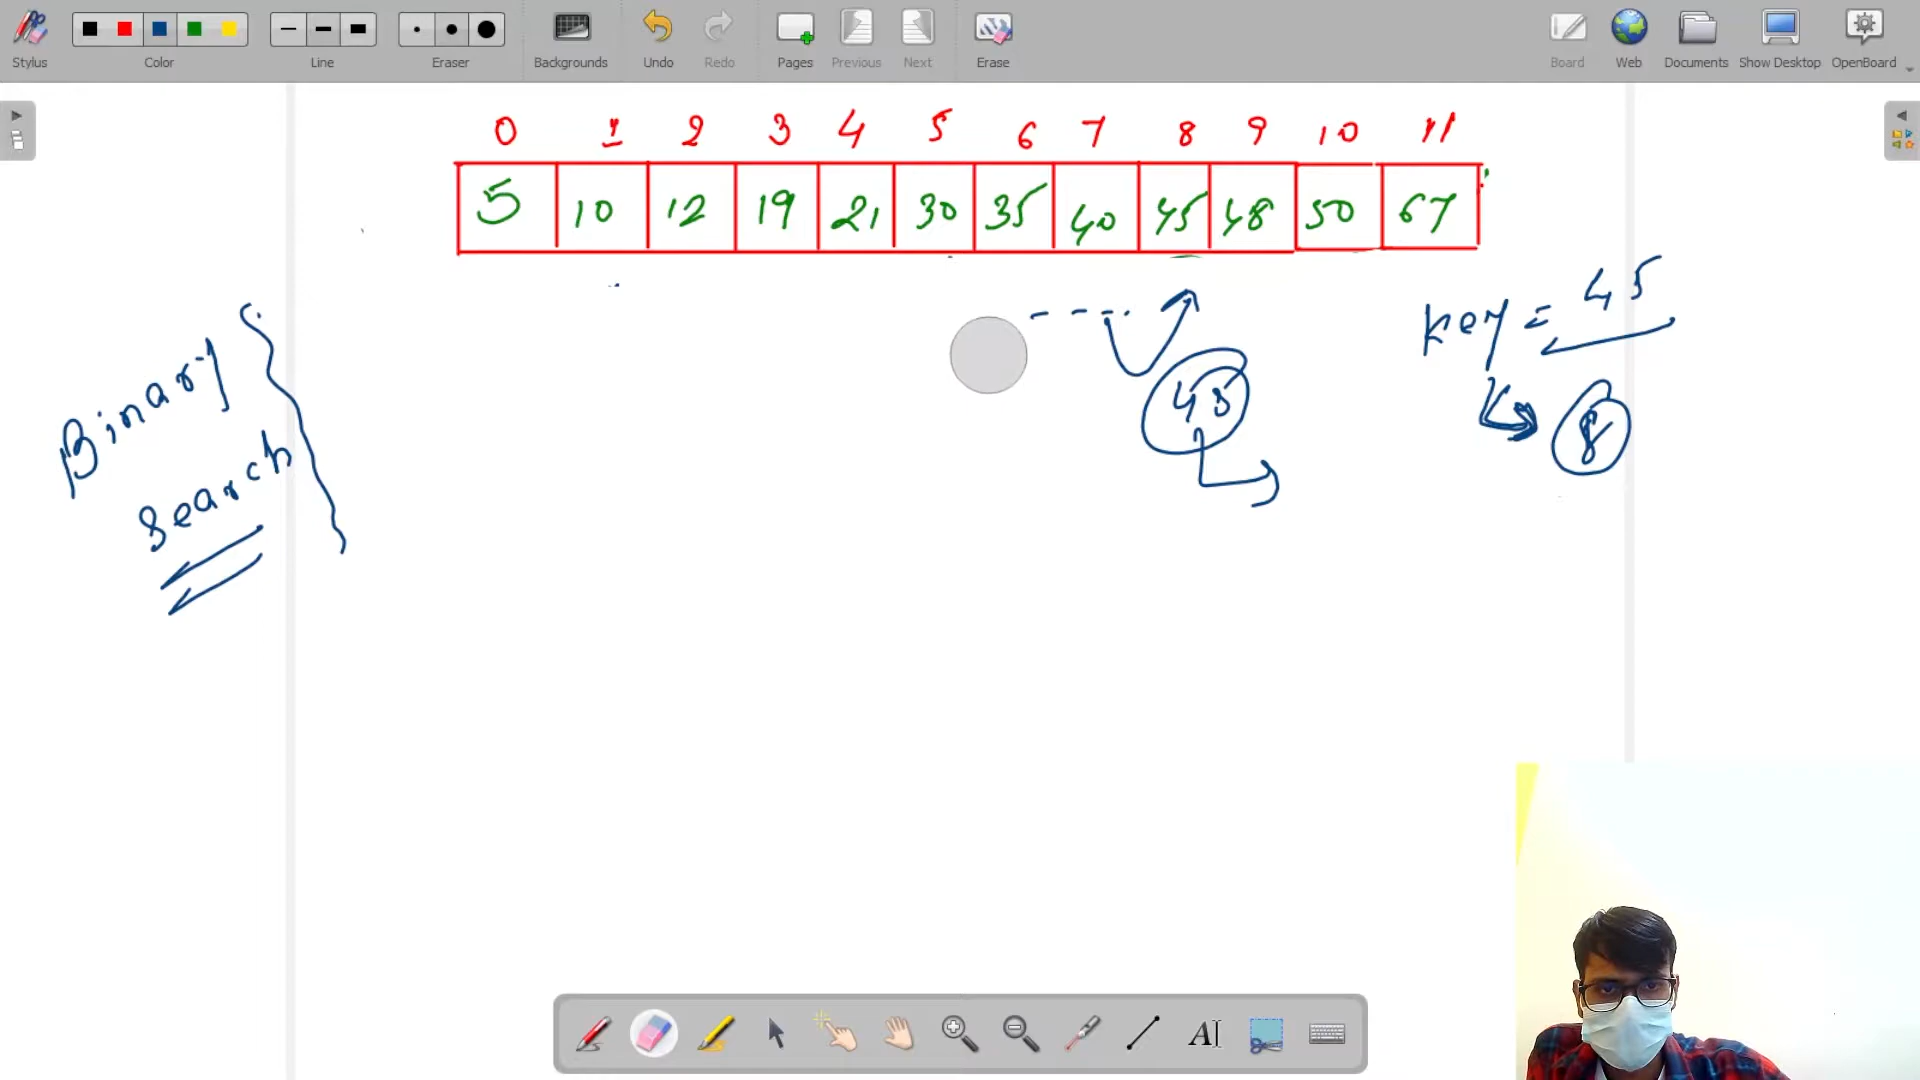 Stylus Color Line Eraser Backgrounds Undo Redo Pages Previous Next Erase Board Web Documents Show Desktop OpenBoard
0 1 2 3 4 5 6 7 8 9 10 11
5 10 12 19 21 30 35 40 45 48 50 67
key = 45
45
8
Binary
Search
AI